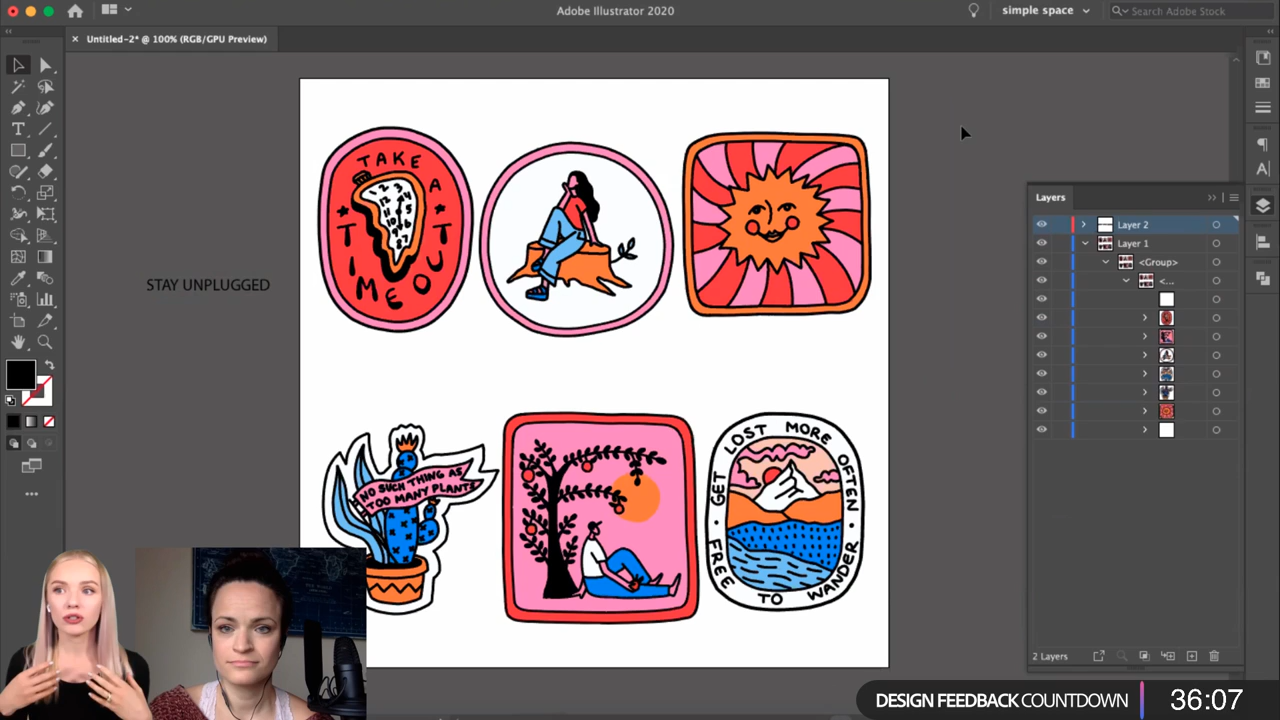 Adobe Illustrator 2020
simple space
Search Adobe Stock
Untitled-2* @ 100% (RGB/GPU Preview)
STAY UNPLUGGED
TAKE
A
TIME OUT
NO SUCH THING AS
TOO MANY PLANTS
GET LOST MORE OFTEN
FREE TO WANDER
Layers
Layer 2
Layer 1
<Group>
<...
2 Layers
DESIGN FEEDBACK COUNTDOWN
36:07